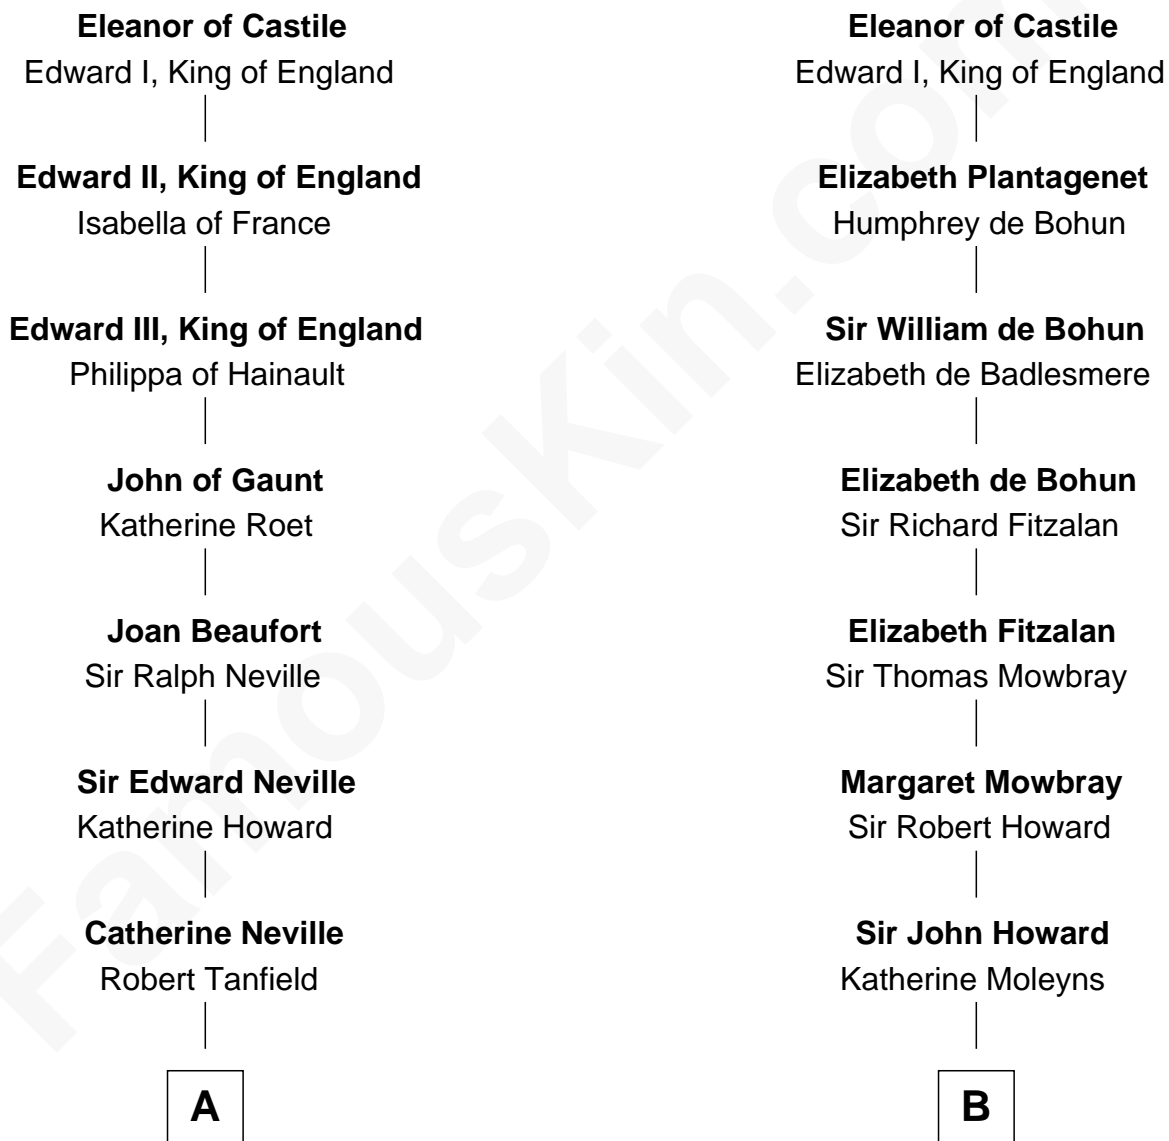 Eleanor of Castile
Edward I, King of England
Edward II, King of England
Isabella of France
Edward III, King of England
Philippa of Hainault
John of Gaunt
Katherine Roet
Joan Beaufort
Sir Ralph Neville
Sir Edward Neville
Katherine Howard
Catherine Neville
Robert Tanfield
A
Eleanor of Castile
Edward I, King of England
Elizabeth Plantagenet
Humphrey de Bohun
Sir William de Bohun
Elizabeth de Badlesmere
Elizabeth de Bohun
Sir Richard Fitzalan
Elizabeth Fitzalan
Sir Thomas Mowbray
Margaret Mowbray
Sir Robert Howard
Sir John Howard
Katherine Moleyns
B
FamousKin.com